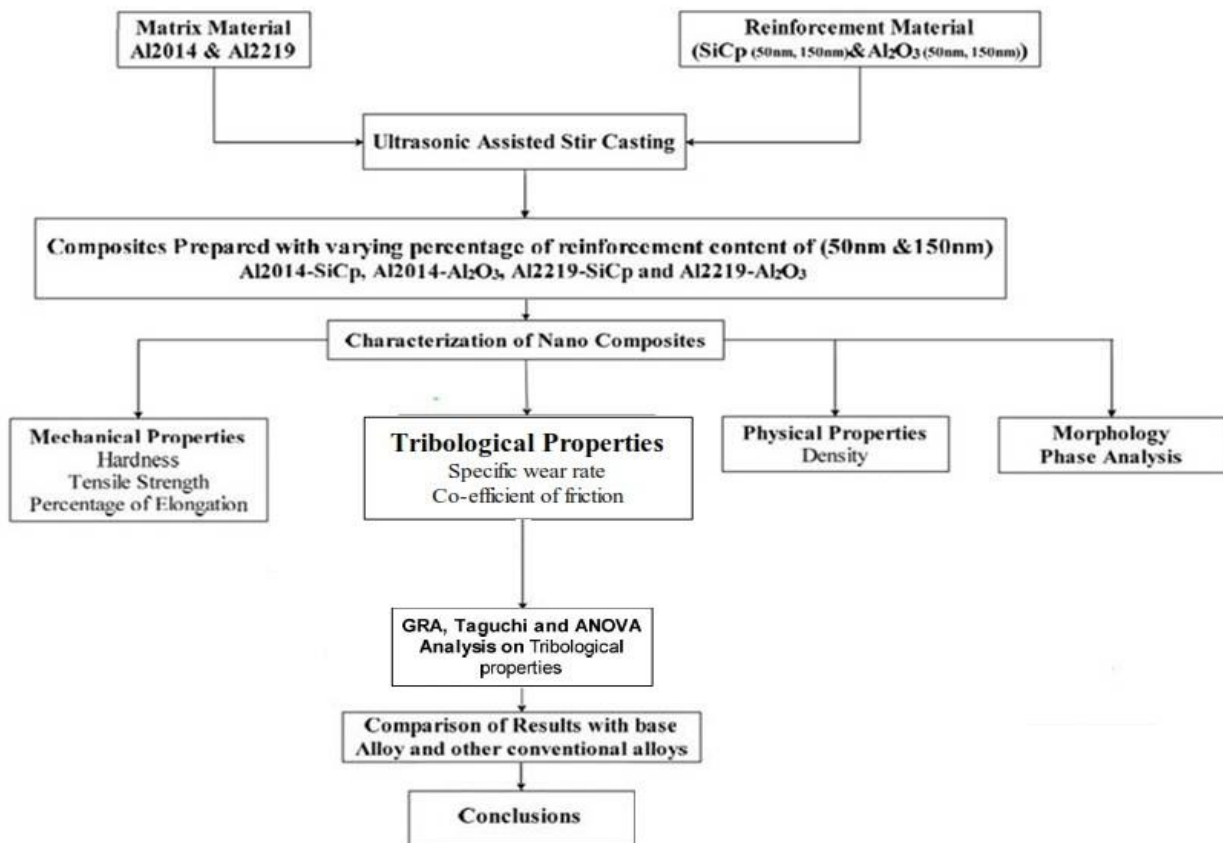 Matrix Material
Al2014 & Al2219
Reinforcement Material
(SiCp (50nm, 150nm)&Al₂O₃ (50nm, 150nm))
Ultrasonic Assisted Stir Casting
Composites Prepared with varying percentage of reinforcement content of (50nm &150nm)
Al2014-SiCp, Al2014-Al₂O₃, Al2219-SiCp and Al2219-Al₂O₃
Characterization of Nano Composites
Mechanical Properties
Hardness
Tensile Strength
Percentage of Elongation
Tribological Properties
Specific wear rate
Co-efficient of friction
Physical Properties
Density
Morphology
Phase Analysis
GRA, Taguchi and ANOVA
Analysis on Tribological
properties
Comparison of Results with base
Alloy and other conventional alloys
Conclusions